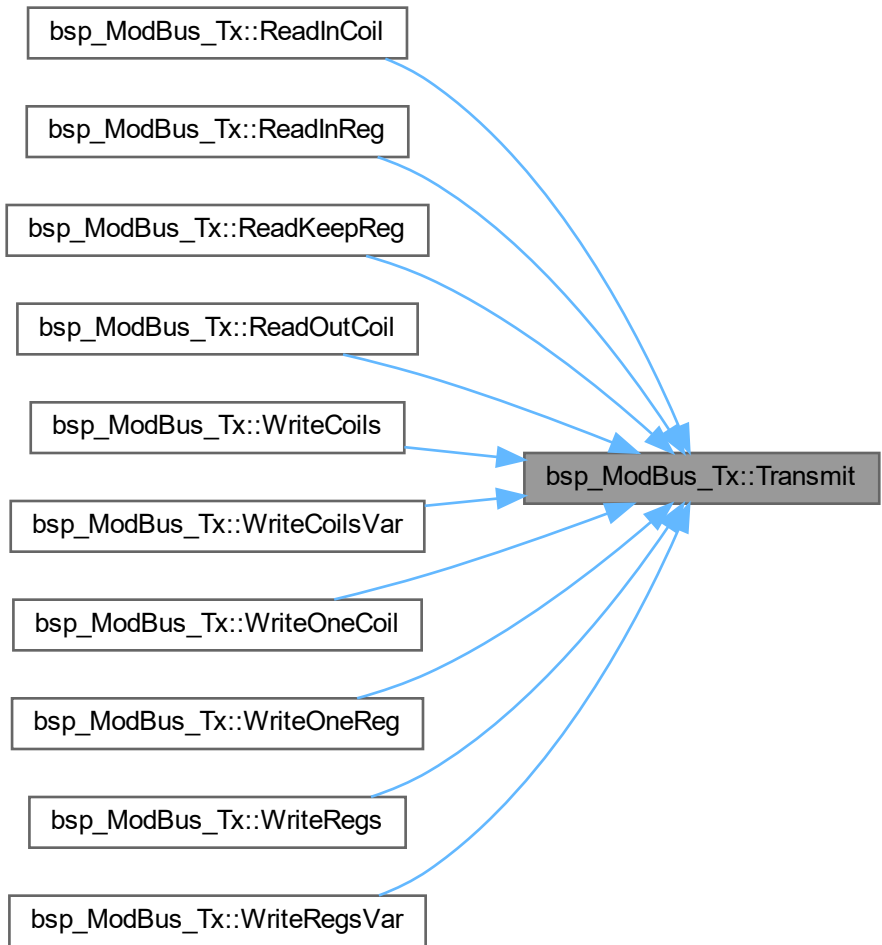 bsp_ModBus_Tx::ReadInCoil
bsp_ModBus_Tx::ReadInReg
bsp_ModBus_Tx::ReadKeepReg
bsp_ModBus_Tx::ReadOutCoil
bsp_ModBus_Tx::WriteCoils
bsp_ModBus_Tx::Transmit
bsp_ModBus_Tx::WriteCoilsVar
bsp_ModBus_Tx::WriteOneCoil
bsp_ModBus_Tx::WriteOneReg
bsp_ModBus_Tx::WriteRegs
bsp_ModBus_Tx::WriteRegsVar